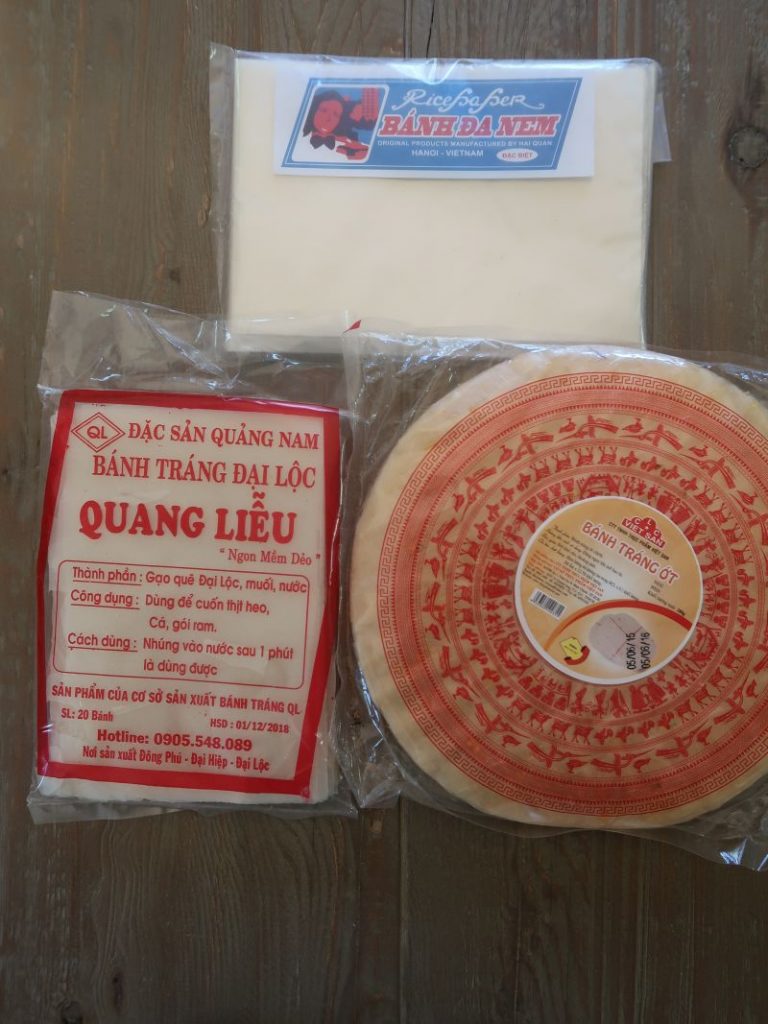 RicePaper
BÁNH ĐA NEM
ORIGINAL PRODUCTS MANUFACTURED BY HAI QUAN
HANOI - VIETNAM
ĐẶC BIỆT
QL
ĐẶC SẢN QUẢNG NAM
BÁNH TRÁNG ĐẠI LỘC
QUANG LIỄU
“ Ngon Mềm Dẻo ”
Thành phần : Gạo quê Đại Lộc, muối, nước
Công dụng : Dùng để cuốn thịt heo,
Cá, gói ram.
Cách dùng : Nhúng vào nước sau 1 phút
là dùng được
SẢN PHẨM CỦA CƠ SỞ SẢN XUẤT BÁNH TRÁNG QL
SL: 20 Bánh
HSD : 01/12/2018
Hotline: 0905.548.089
Nơi sản xuất Đông Phú - Đại Hiệp - Đại Lộc
BÁNH TRÁNG ỚT
05/06/15
05/06/16